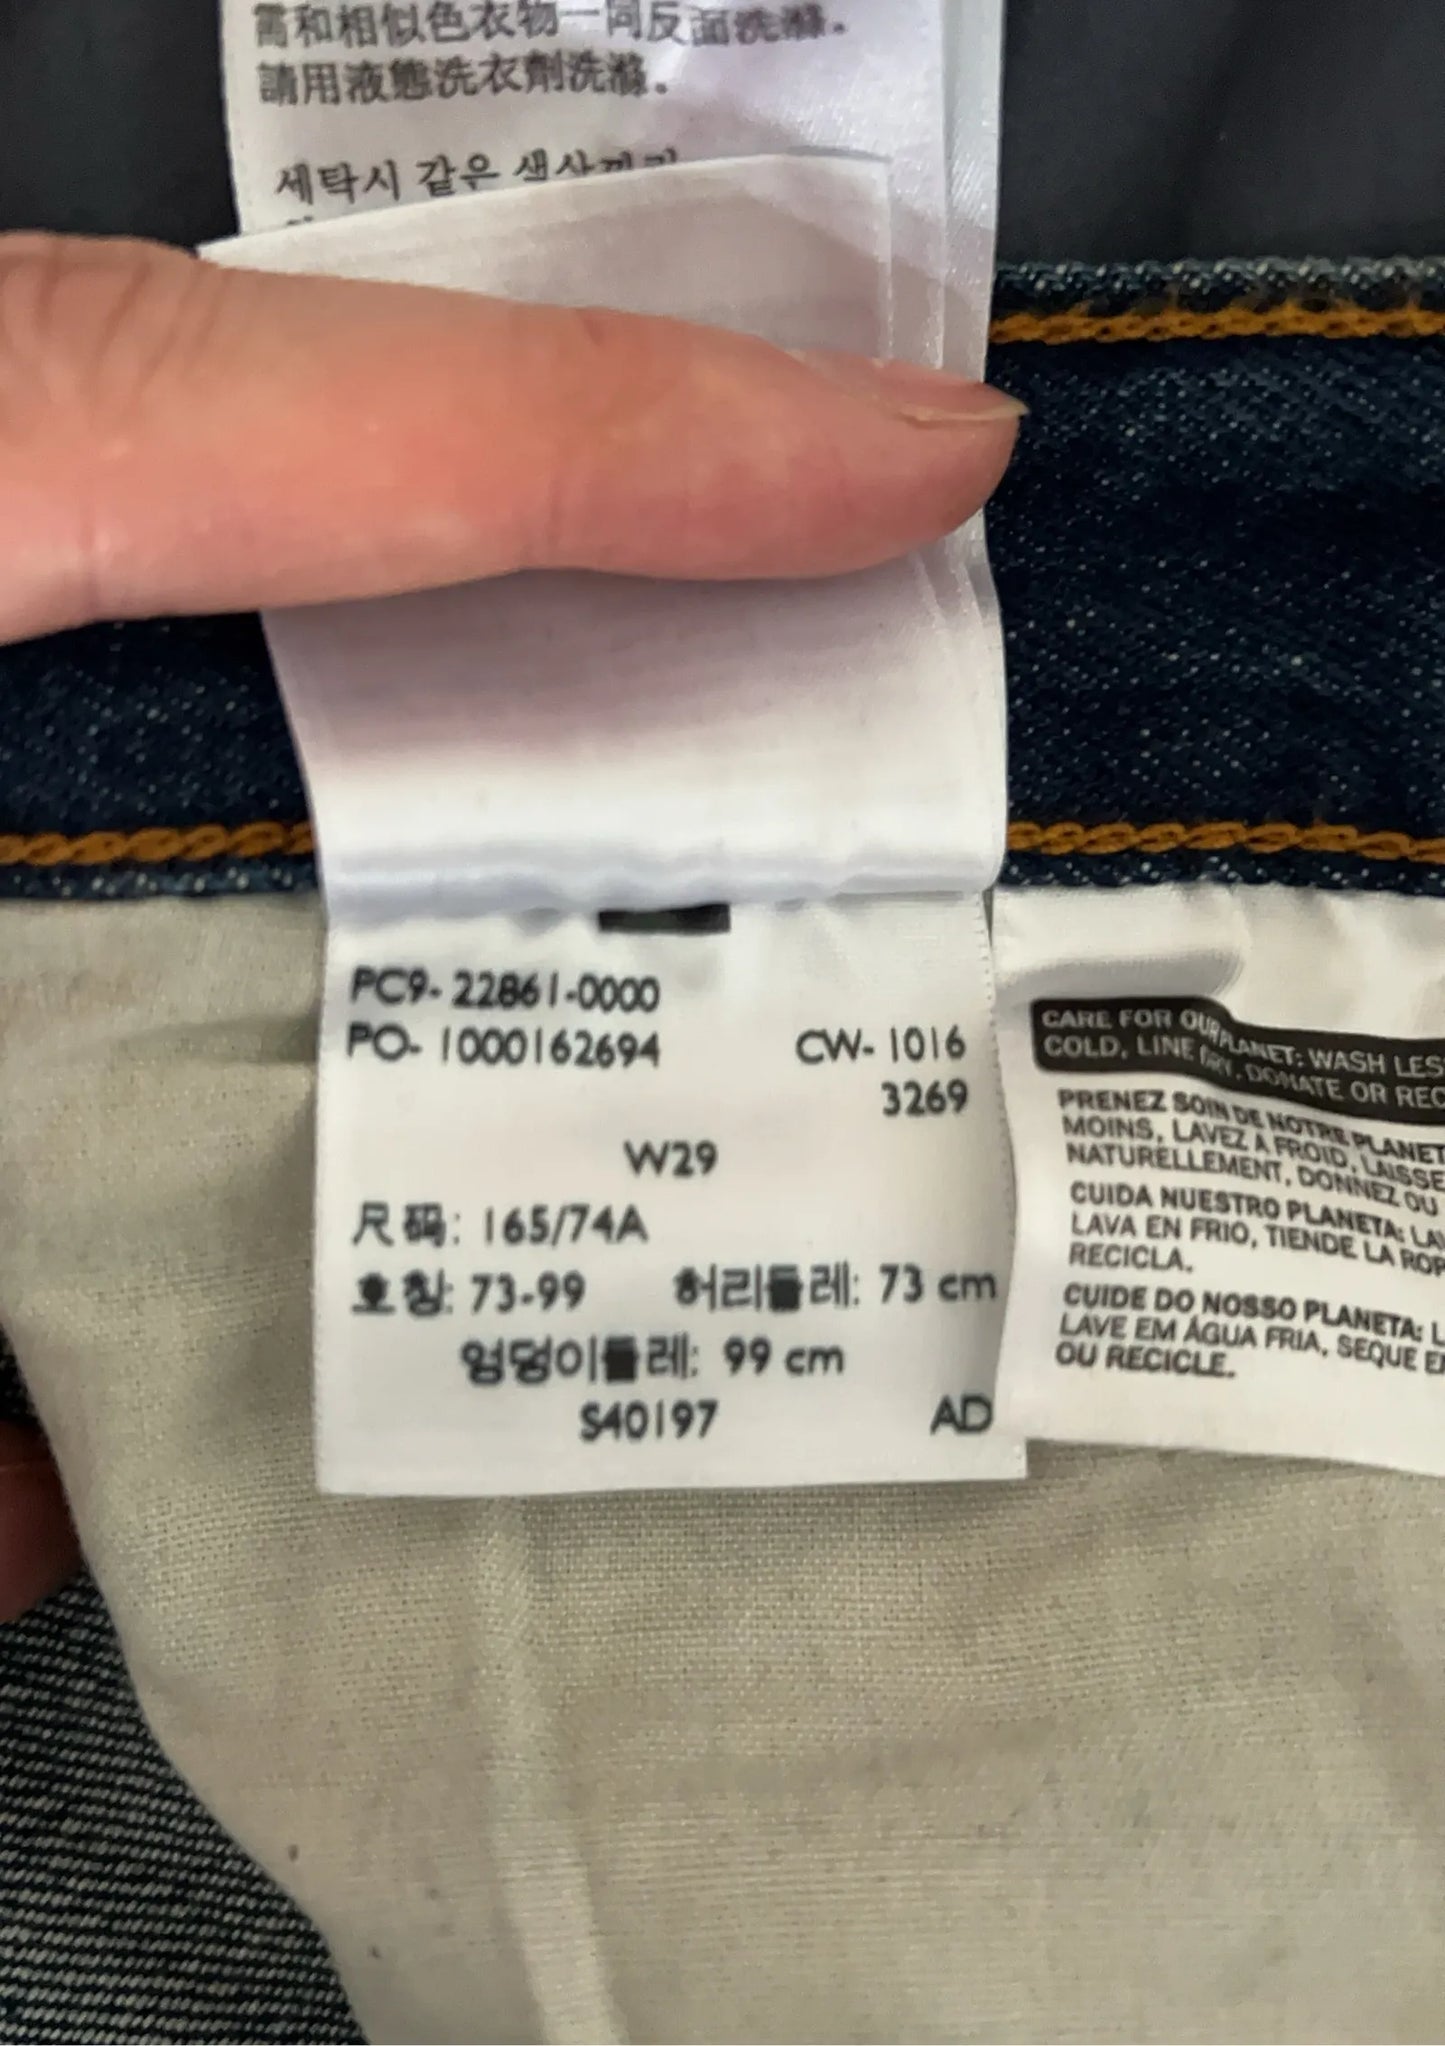 需和相似色衣物一同反面洗滌.
請用液態洗衣劑洗滌.
세탁시 같은 색상끼리
PC9- 22861-0000
PO- 1000162694 CW- 1016
3269
W29
尺码: 165/74A
호칭: 73-99 허리둘레: 73 cm
엉덩이둘레: 99 cm
S40197 AD
CARE FOR OUR PLANET: WASH LES
COLD, LINE DRY, DONATE OR REC
PRENEZ SOIN DE NOTRE PLANET
MOINS, LAVEZ À FROID, LAISSE
NATURELLEMENT, DONNEZ OU
CUIDA NUESTRO PLANETA: LAV
LAVA EN FRIO, TIENDE LA ROP
RECICLA.
CUIDE DO NOSSO PLANETA: L
LAVE EM ÁGUA FRIA, SEQUE E
OU RECICLE.